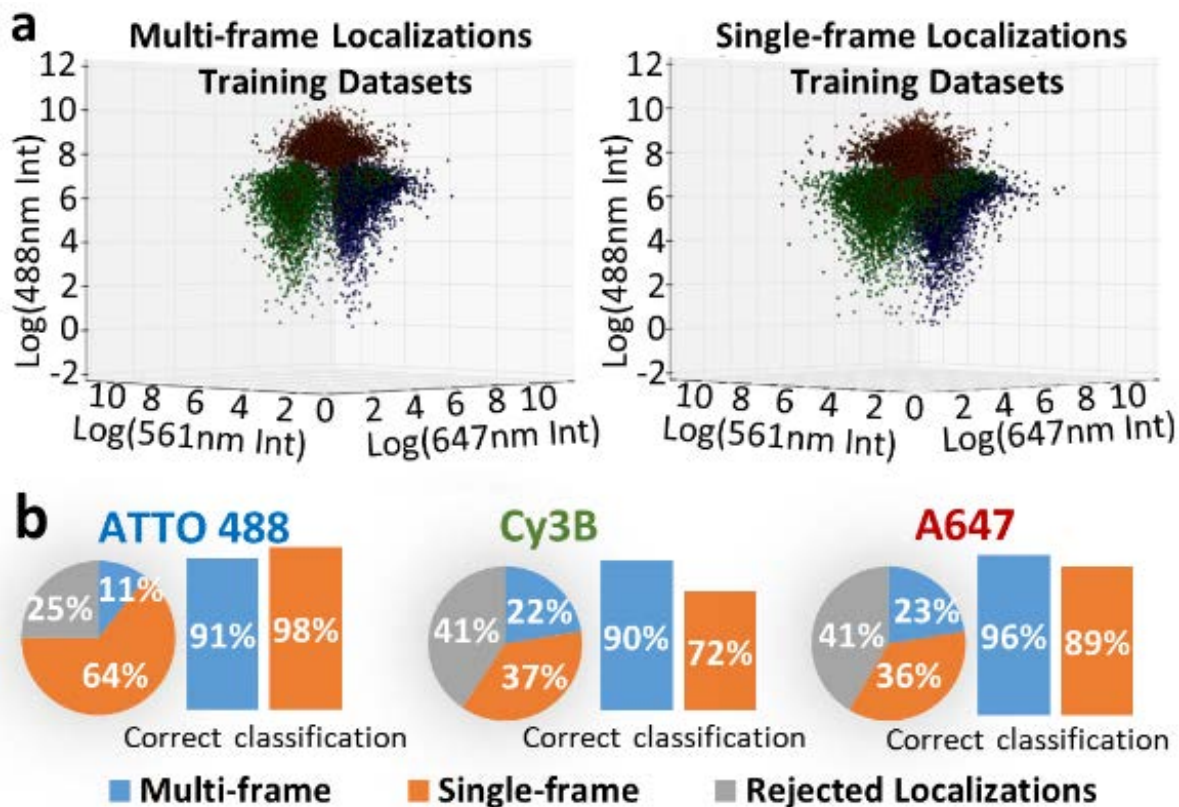 a
Multi-frame Localizations
Training Datasets
Log(488nm Int)
12
10
8
6
4
2
0
-2
10 8 6 4 2 0 2 4 6 8 10
Log(561nm Int) Log(647nm Int)
Single-frame Localizations
Training Datasets
Log(488nm Int)
12
10
8
6
4
2
0
-2
10 8 6 4 2 0 2 4 6 8 10
Log(561nm Int) Log(647nm Int)
b
ATTO 488
11%
25%
64%
91% 98%
Correct classification
Cy3B
22%
41%
37%
90% 72%
Correct classification
A647
23%
41%
36%
96% 89%
Correct classification
Multi-frame Single-frame Rejected Localizations